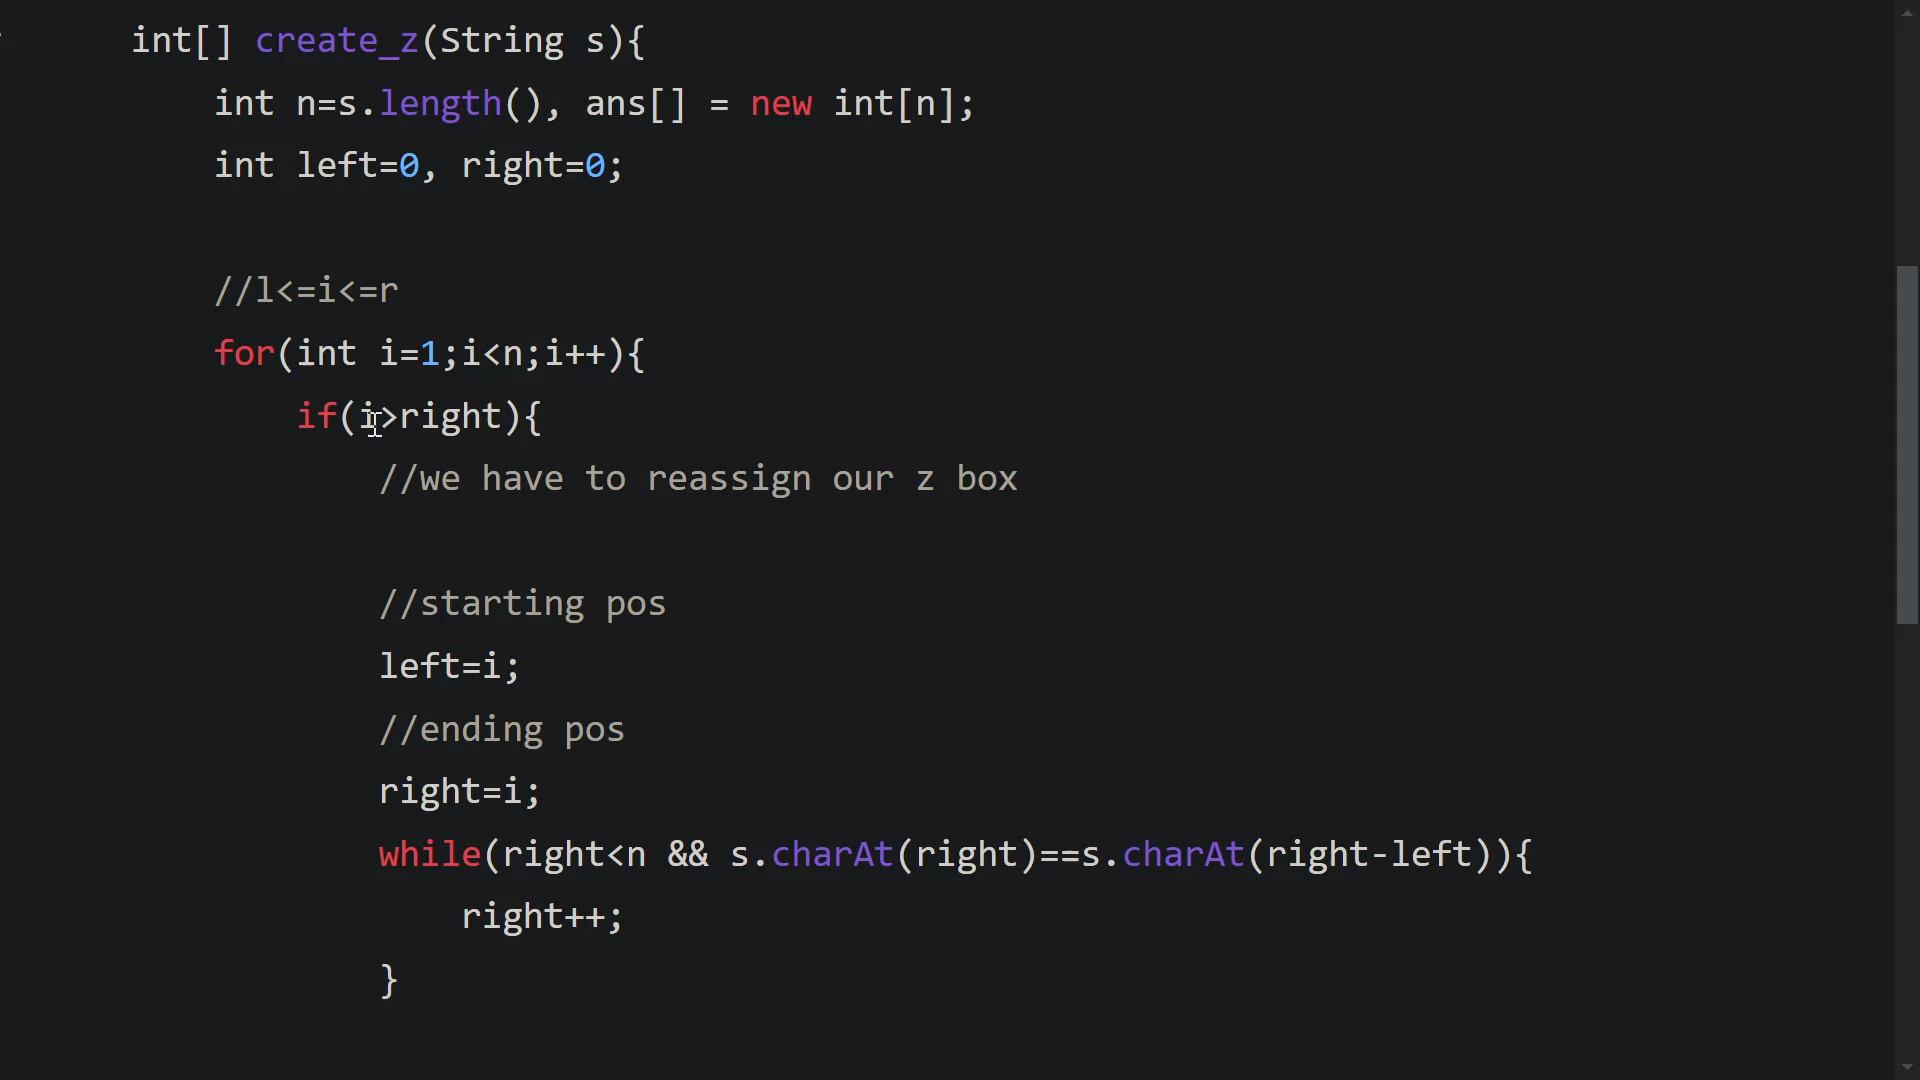 int[] create_z(String s){
int n=s.length(), ans[] = new int[n];
int left=0, right=0;
//l<=i<=r
for(int i=1;i<n;i++){
if(i>right){
//we have to reassign our z box
//starting pos
left=i;
//ending pos
right=i;
while(right<n && s.charAt(right)==s.charAt(right-left)){
right++;
}